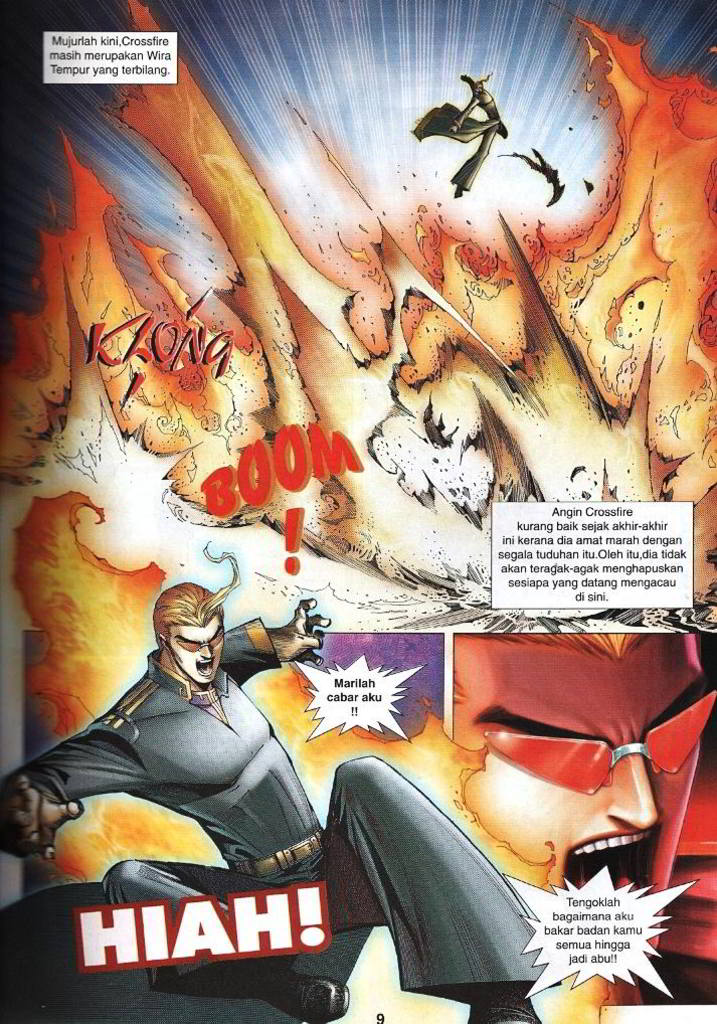 Mujurlah kini,Crossfire
masih merupakan Wira
Tempur yang terbilang.
KZONG
BOOM
!
Angin Crossfire
kurang baik sejak akhir-akhir
ini kerana dia amat marah dengan
segala tuduhan itu.Oleh itu,dia tidak
akan teragak-agak menghapuskan
sesiapa yang datang mengacau
di sini.
Marilah
cabar aku
!!
HIAH!
Tengoklah
bagaimana aku
bakar badan kamu
semua hingga
jadi abu!!
9